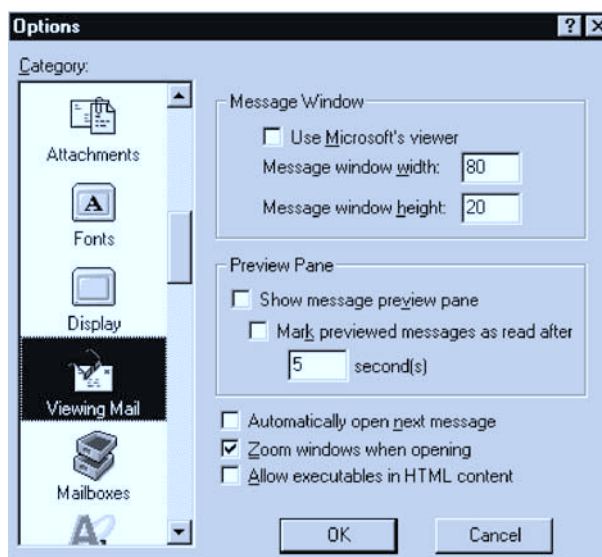 Options
Category:
Attachments
Fonts
Display
Viewing Mail
Mailboxes
Message Window
Use Microsoft's viewer
Message window width: 80
Message window height: 20
Preview Pane
Show message preview pane
Mark previewed messages as read after
5 second(s)
Automatically open next message
Zoom windows when opening
Allow executables in HTML content
OK Cancel